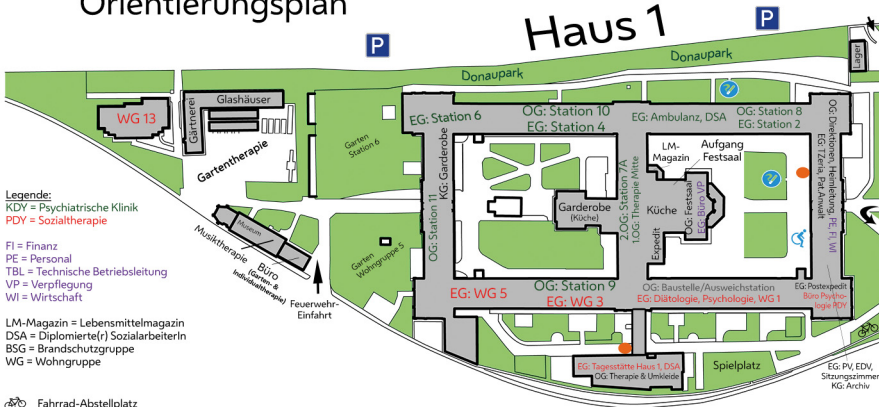 Orientierungsplan
P
P
Haus 1
Donaupark
Donaupark
Lager
WG 13
Gärtnerei
Glashäuser
Gartentherapie
Garten
Station 6
EG: Station 6
OG: Station 10
EG: Station 4
EG: Ambulanz, DSA
OG: Station 8
EG: Station 2
OG: Direktionen, Heimleitung, PE, FI, WI
EG: TZeria, Pat.Anwalt
KG: Garderobe
OG: Station 11
LM-
Magazin
Aufgang
Festsaal
2.OG: Station 7A
1.OG: Therapie Mitte
Garderobe
(Küche)
Küche
OG: Festsaal
EG: Büro VP
Expedit
Legende:
KDY = Psychiatrische Klinik
PDY = Sozialtherapie
FI = Finanz
PE = Personal
TBL = Technische Betriebsleitung
VP = Verpflegung
WI = Wirtschaft
LM-Magazin = Lebensmittelmagazin
DSA = Diplomierte(r) SozialarbeiterIn
BSG = Brandschutzgruppe
WG = Wohngruppe
Fahrrad-Abstellplatz
Museum
Musiktherapie
Büro
(Garten- &
Individualtherapie)
Feuerwehr-
Einfahrt
Garten
Wohngruppe 5
EG: WG 5
OG: Station 9
EG: WG 3
OG: Baustelle/Ausweichstation
EG: Diätologie, Psychologie, WG 1
EG: Postexpedit
Büro Psycho-
logie PDY
EG: Tagesstätte Haus 1, DSA
OG: Therapie & Umkleide
Spielplatz
EG: PV, EDV,
Sitzungszimmer
KG: Archiv